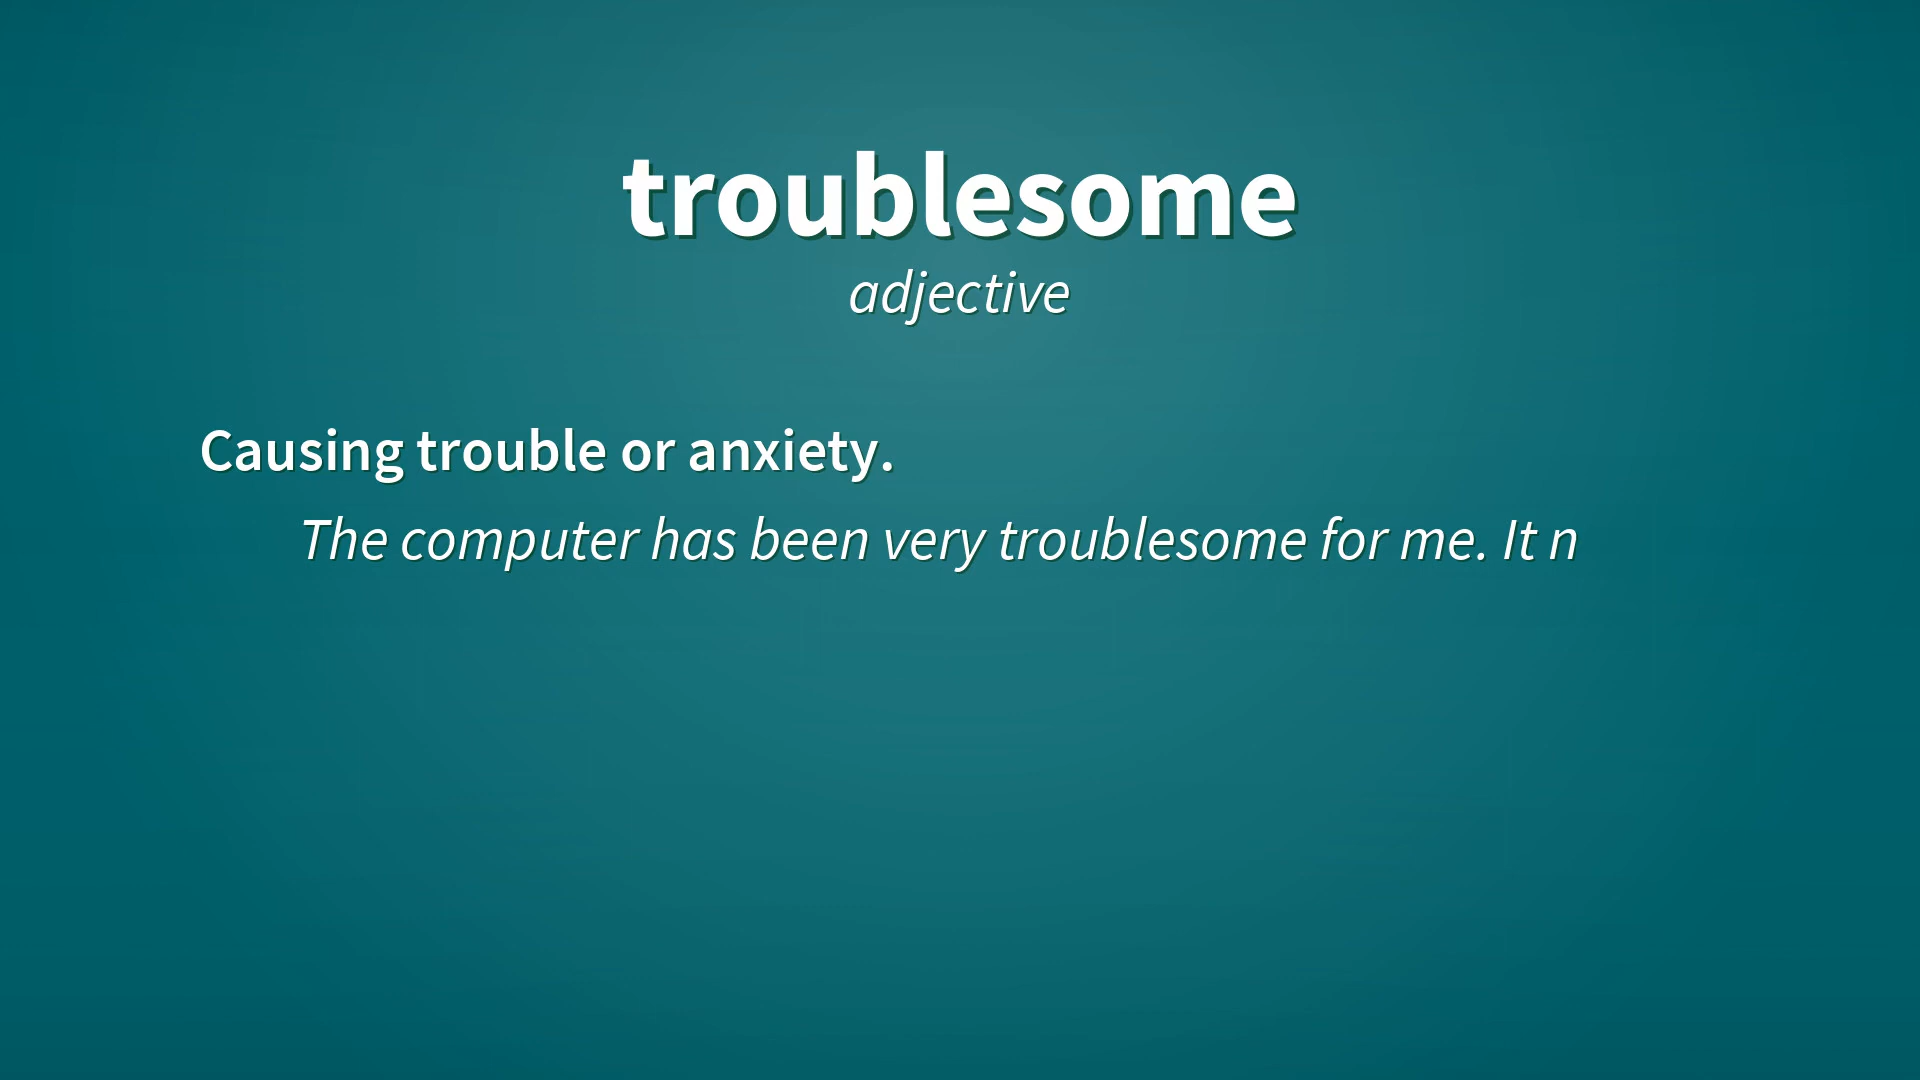 troublesome
adjective
Causing trouble or anxiety.
The computer has been very troublesome for me. It n